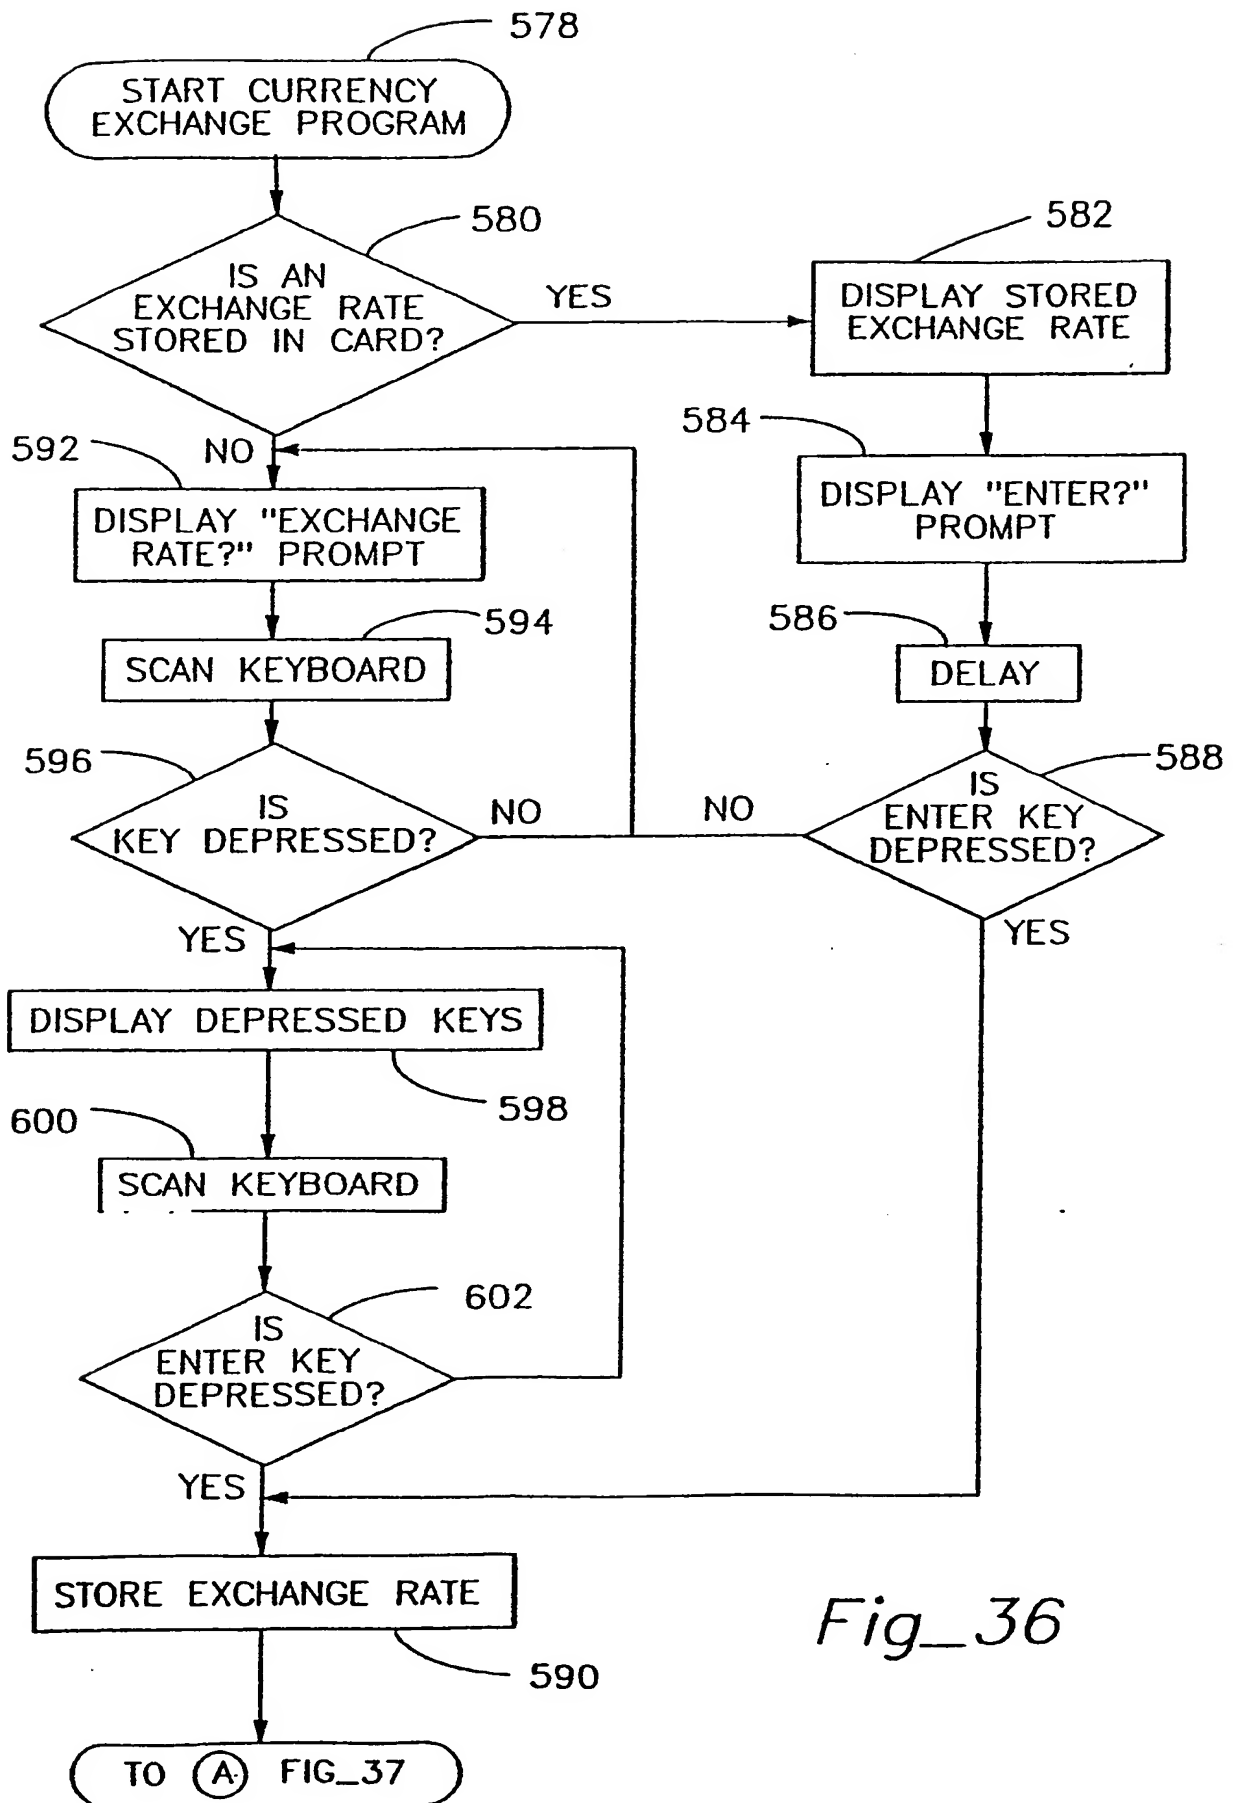 578
START CURRENCY
EXCHANGE PROGRAM
580
IS AN
EXCHANGE RATE
STORED IN CARD?
YES
582
DISPLAY STORED
EXCHANGE RATE
584
DISPLAY "ENTER?"
PROMPT
586
DELAY
588
IS
ENTER KEY
DEPRESSED?
NO
YES
NO
592
DISPLAY "EXCHANGE
RATE?" PROMPT
594
SCAN KEYBOARD
596
IS
KEY DEPRESSED?
NO
YES
DISPLAY DEPRESSED KEYS
598
600
SCAN KEYBOARD
602
IS
ENTER KEY
DEPRESSED?
YES
STORE EXCHANGE RATE
590
TO A FIG_37
Fig_36